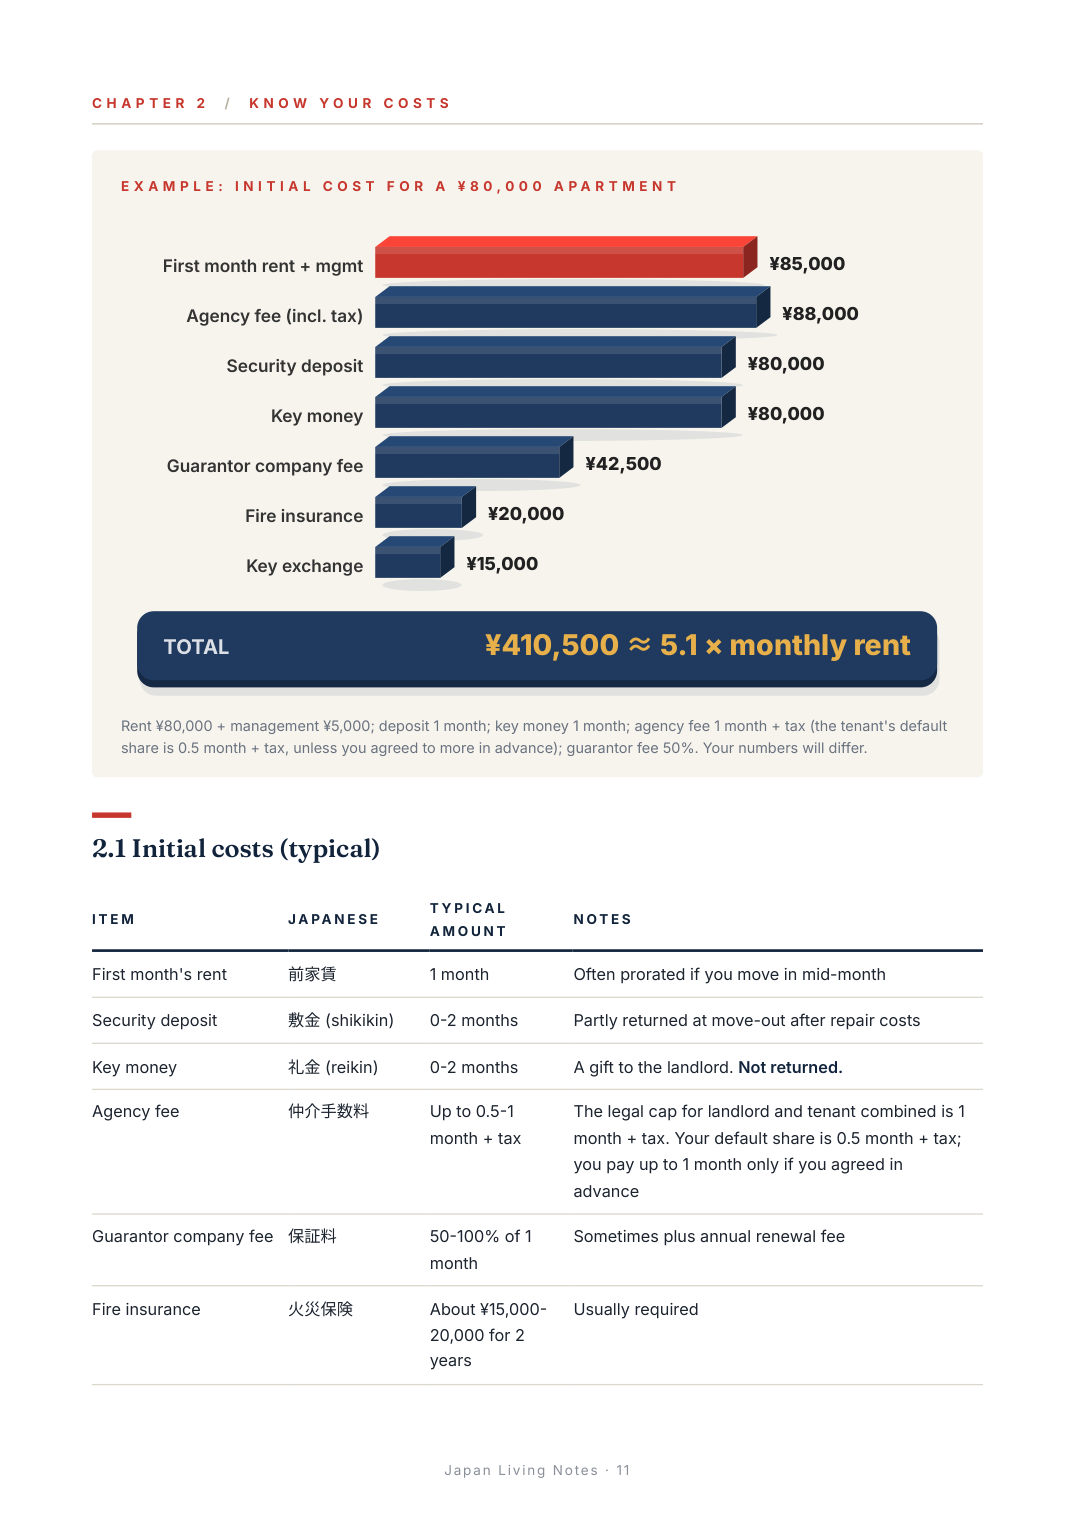 CHAPTER 2 / KNOW YOUR COSTS
EXAMPLE: INITIAL COST FOR A ¥80,000 APARTMENT
First month rent + mgmt ¥85,000
Agency fee (incl. tax) ¥88,000
Security deposit ¥80,000
Key money ¥80,000
Guarantor company fee ¥42,500
Fire insurance ¥20,000
Key exchange ¥15,000
TOTAL ¥410,500 ≈ 5.1 × monthly rent
Rent ¥80,000 + management ¥5,000; deposit 1 month; key money 1 month; agency fee 1 month + tax (the tenant's default
share is 0.5 month + tax, unless you agreed to more in advance); guarantor fee 50%. Your numbers will differ.
2.1 Initial costs (typical)
ITEM JAPANESE TYPICAL AMOUNT NOTES
First month's rent 前家賃 1 month Often prorated if you move in mid-month
Security deposit 敷金 (shikikin) 0-2 months Partly returned at move-out after repair costs
Key money 礼金 (reikin) 0-2 months A gift to the landlord. Not returned.
Agency fee 仲介手数料 Up to 0.5-1 The legal cap for landlord and tenant combined is 1
month + tax month + tax. Your default share is 0.5 month + tax;
you pay up to 1 month only if you agreed in
advance
Guarantor company fee 保証料 50-100% of 1 Sometimes plus annual renewal fee
month
Fire insurance 火災保険 About ¥15,000- Usually required
20,000 for 2
years
Japan Living Notes · 11